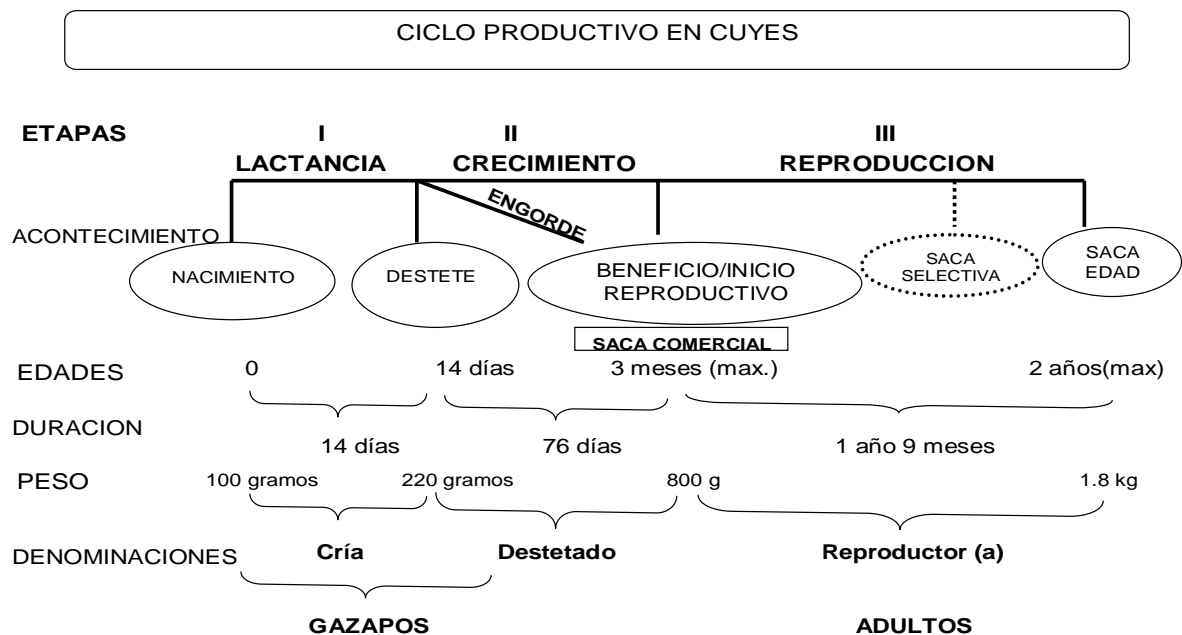 CICLO PRODUCTIVO EN CUYES
ETAPAS I II III
LACTANCIA CRECIMIENTO REPRODUCCION
ENGORDE
ACONTECIMIENTO
NACIMIENTO
DESTETE
BENEFICIO/INICIO
REPRODUCTIVO
SACA
SELECTIVA
SACA
EDAD
SACA COMERCIAL
EDADES 0 14 días 3 meses (max.) 2 años(max)
DURACION 14 días 76 días 1 año 9 meses
PESO 100 gramos 220 gramos 800 g 1.8 kg
DENOMINACIONES Cría Destetado Reproductor (a)
GAZAPOS ADULTOS